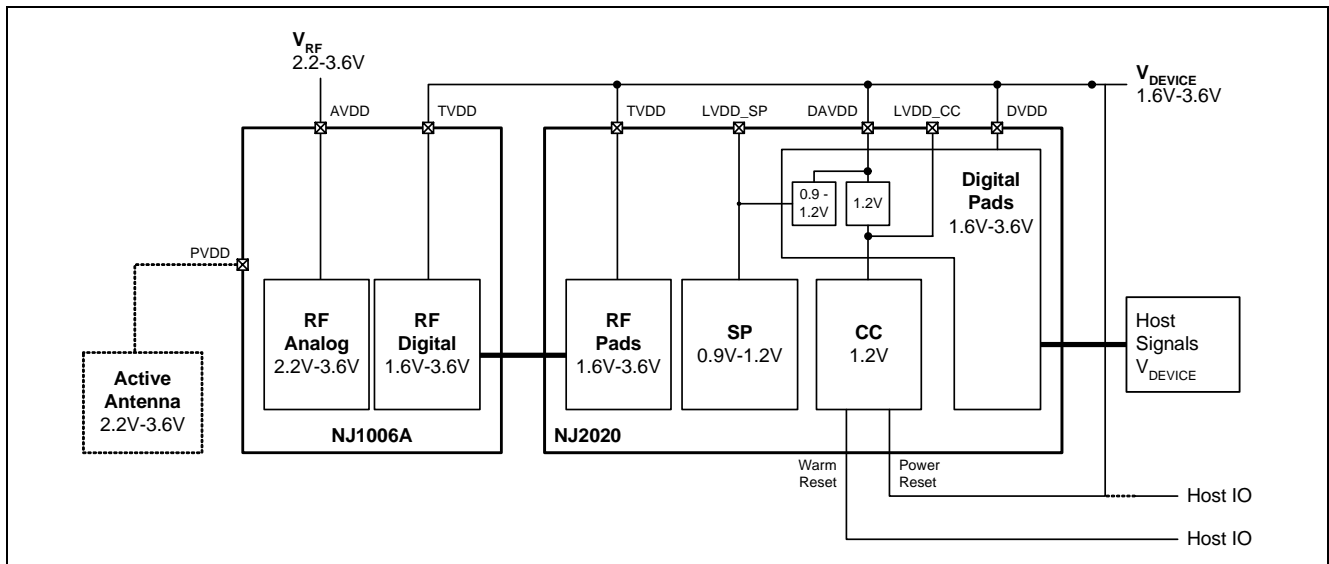 V_RF
2.2-3.6V
V_DEVICE
1.6V-3.6V
AVDD
TVDD
TVDD
LVDD_SP
DAVDD
LVDD_CC
DVDD
0.9 -
1.2V
1.2V
Digital
Pads
1.6V-3.6V
PVDD
RF
Analog
2.2V-3.6V
RF
Digital
1.6V-3.6V
RF
Pads
1.6V-3.6V
SP
0.9V-1.2V
CC
1.2V
Host
Signals
V_DEVICE
Active
Antenna
2.2V-3.6V
NJ1006A
NJ2020
Warm
Reset
Power
Reset
Host IO
Host IO